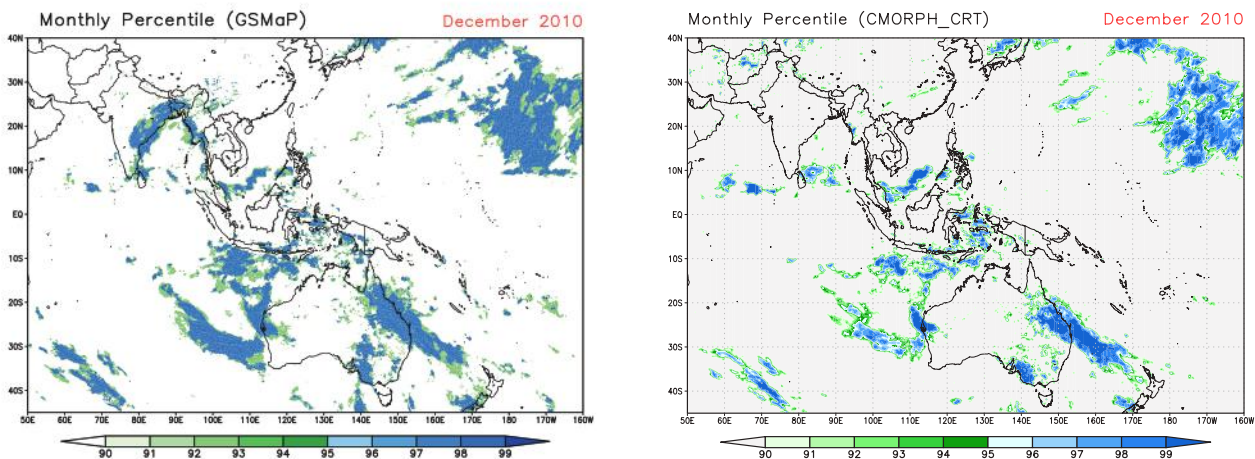 Monthly Percentile (GSMaP) December 2010
40N
30N
20N
10N
EQ
10S
20S
30S
40S
50E 60E 70E 80E 90E 100E 110E 120E 130E 140E 150E 160E 170E 180 170W 160W
90 91 92 93 94 95 96 97 98 99
Monthly Percentile (CMORPH_CRT) December 2010
40N
30N
20N
10N
EQ
10S
20S
30S
40S
50E 60E 70E 80E 90E 100E 110E 120E 130E 140E 150E 160E 170E 180 170W 160W
90 91 92 93 94 95 96 97 98 99